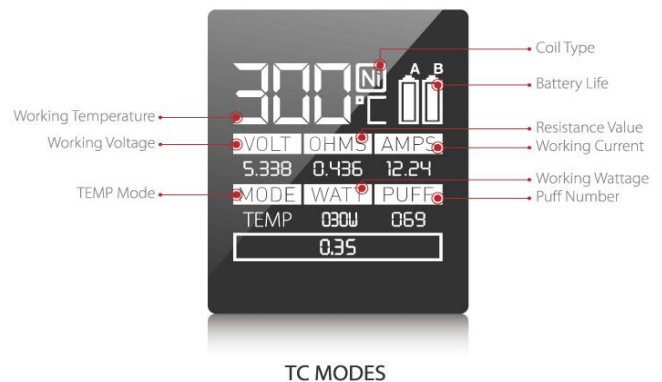 Coil Type
300 °C Ni A B
Battery Life
Working Temperature
Resistance Value
Working Voltage
VOLT OHMS AMPS
Working Current
5.338 0.436 12.24
Working Wattage
TEMP Mode
MODE WATT PUFF
Puff Number
TEMP 030W 069
0.35
TC MODES